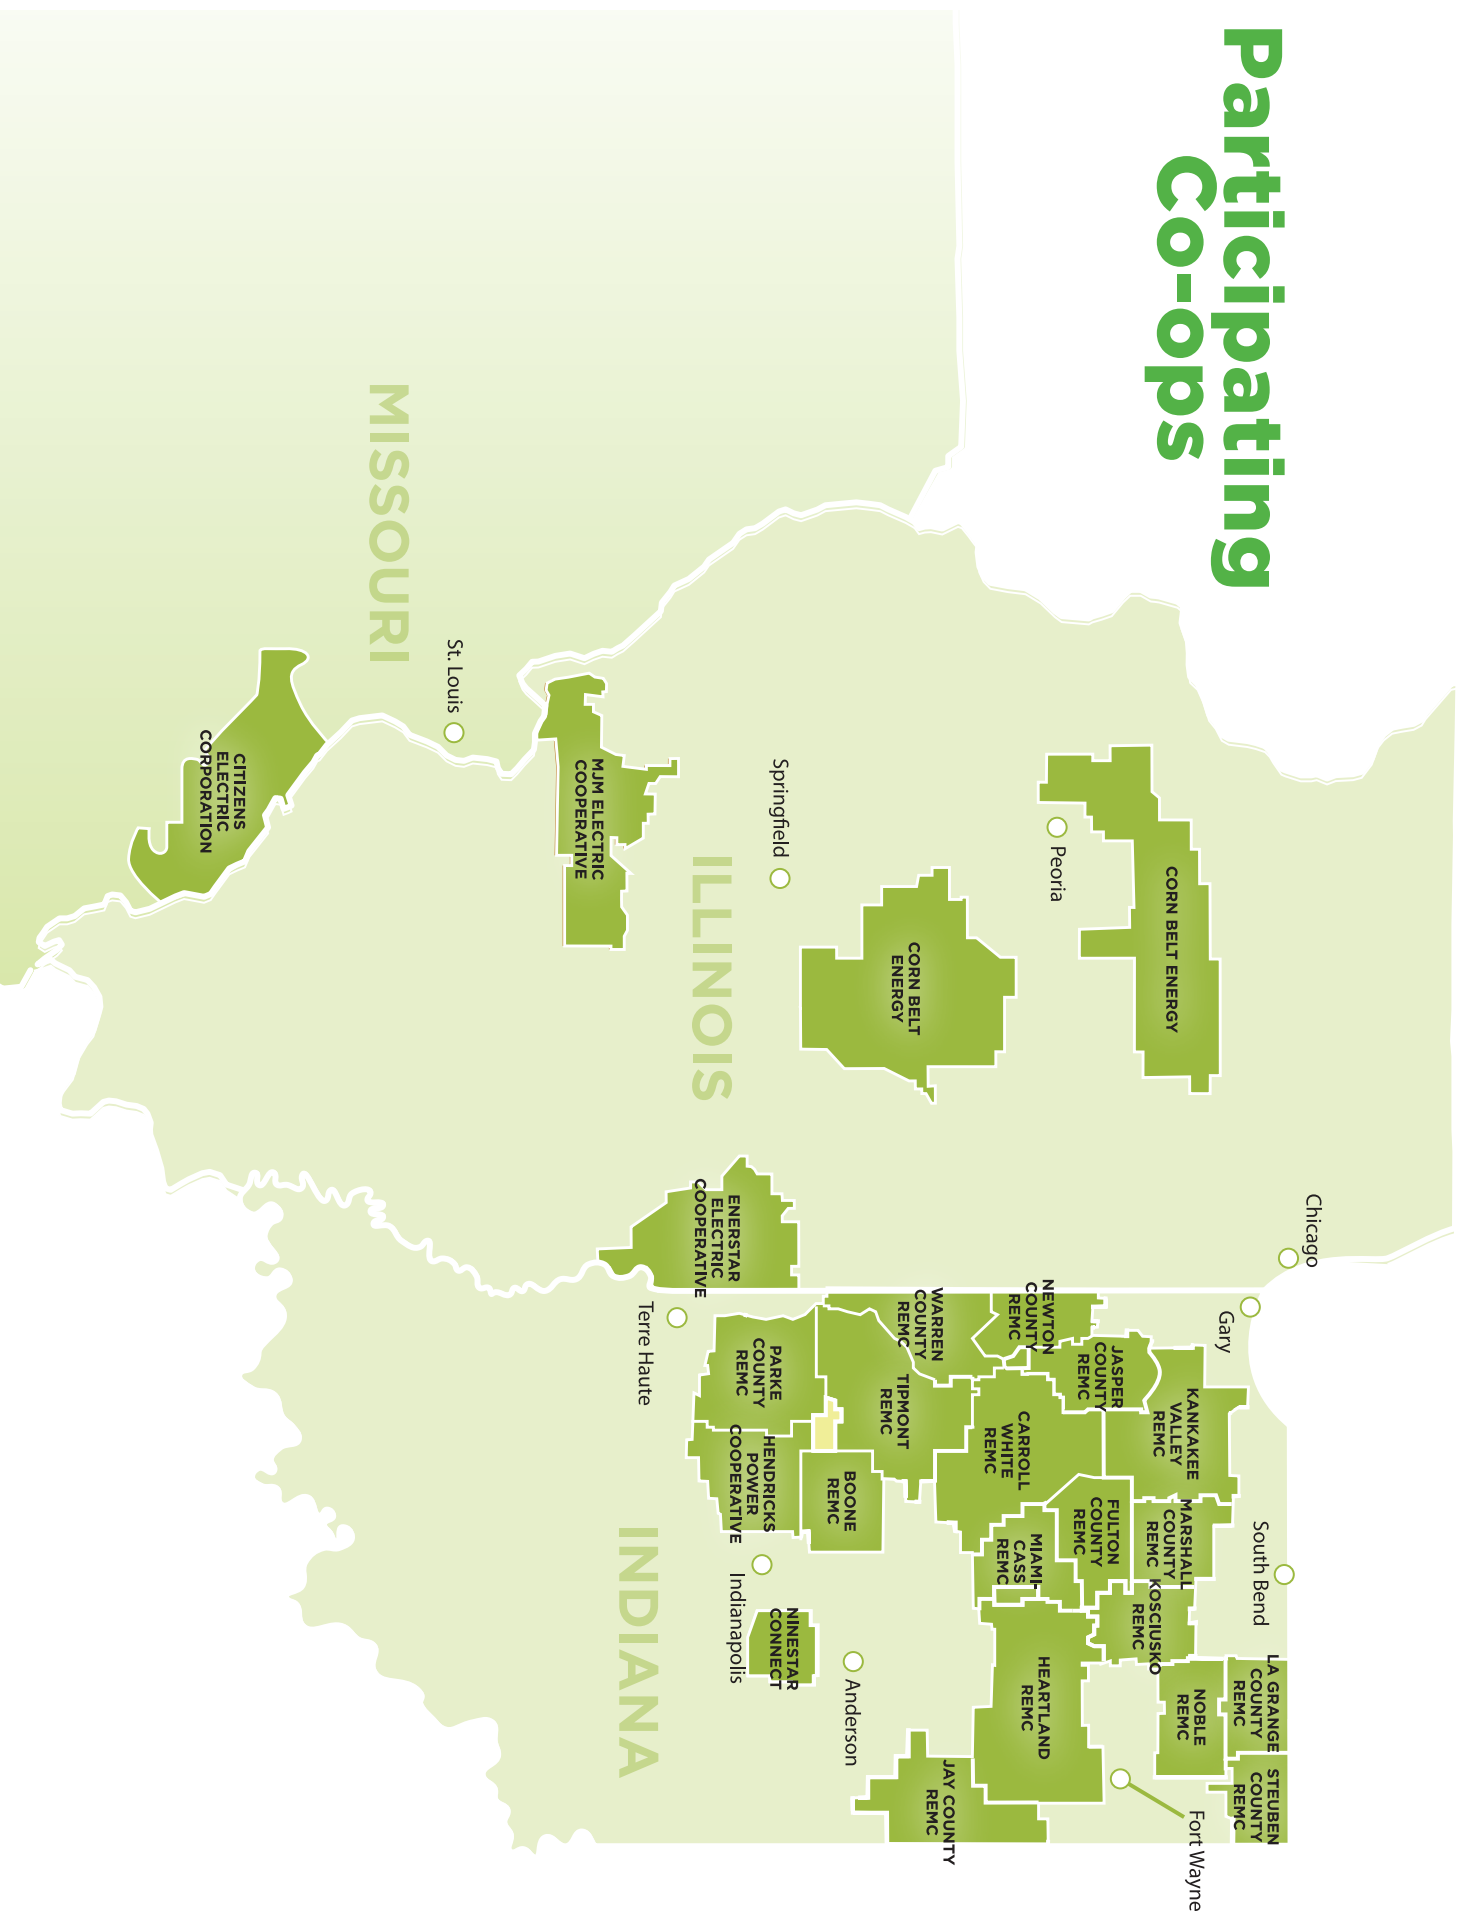 Participating
Co-ops
MISSOURI
ILLINOIS
INDIANA
Chicago
Gary
South Bend
Fort Wayne
Peoria
Springfield
St. Louis
Terre Haute
Indianapolis
Anderson
CORN BELT ENERGY
CORN BELT
ENERGY
MJM ELECTRIC
COOPERATIVE
CITIZENS
ELECTRIC
CORPORATION
ENERSTAR
ELECTRIC
COOPERATIVE
NEWTON
COUNTY
REMC
WARREN
COUNTY
REMC
JASPER
COUNTY
REMC
KANKAKEE
VALLEY
REMC
TIPMONT
REMC
CARROLL
WHITE
REMC
PARKE
COUNTY
REMC
HENDRICKS
POWER
COOPERATIVE
BOONE
REMC
MARSHALL
COUNTY
REMC
FULTON
COUNTY
REMC
MIAMI-
CASS
REMC
KOSCIUSKO
REMC
LA GRANGE
COUNTY
REMC
NOBLE
REMC
STEUBEN
COUNTY
REMC
HEARTLAND
REMC
NINESTAR
CONNECT
JAY COUNTY
REMC